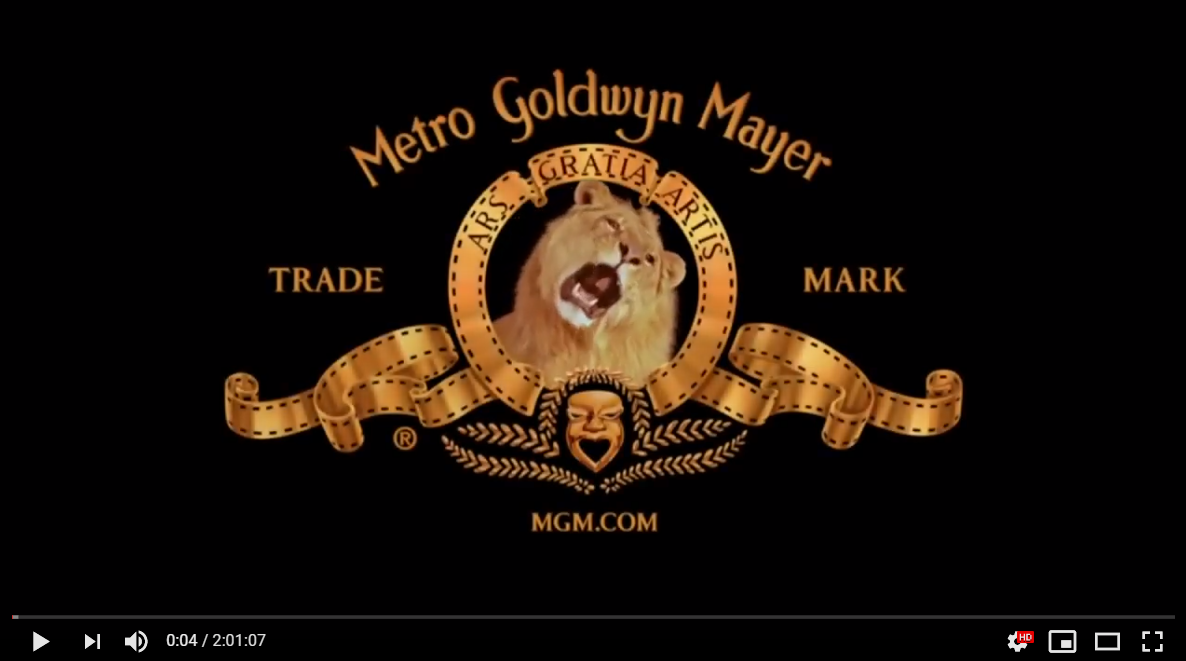 Metro Goldwyn Mayer
ARS GRATIA ARTIS
TRADE MARK
®
MGM.COM
0:04 / 2:01:07
HD